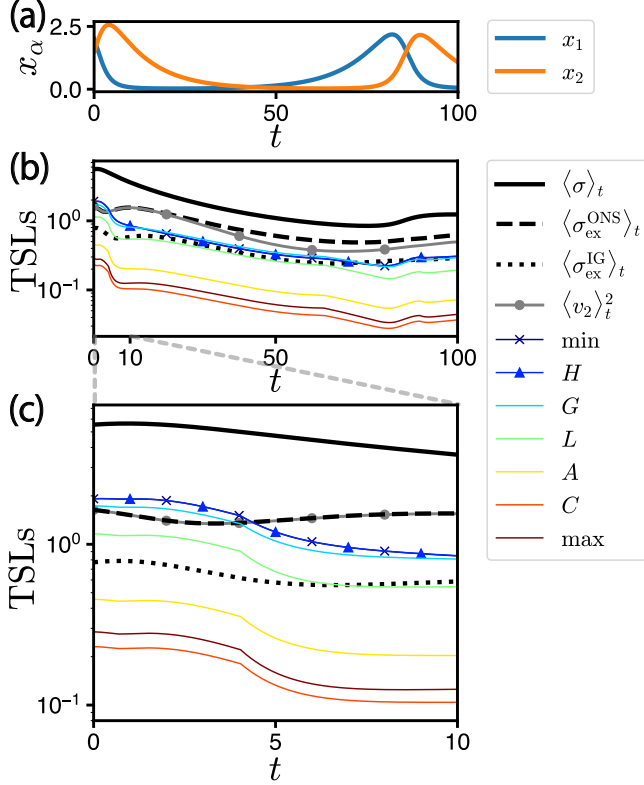 (a)
2.5
0.0
x_α
0 50 100
t
x_1
x_2
(b)
10^0
10^{-1}
TSLs
0 10 50 100
t
⟨σ⟩_t
⟨σ_ex^ONS⟩_t
⟨σ_ex^IG⟩_t
⟨v_2⟩_t^2
min
H
G
L
A
C
max
(c)
10^0
10^{-1}
TSLs
0 5 10
t